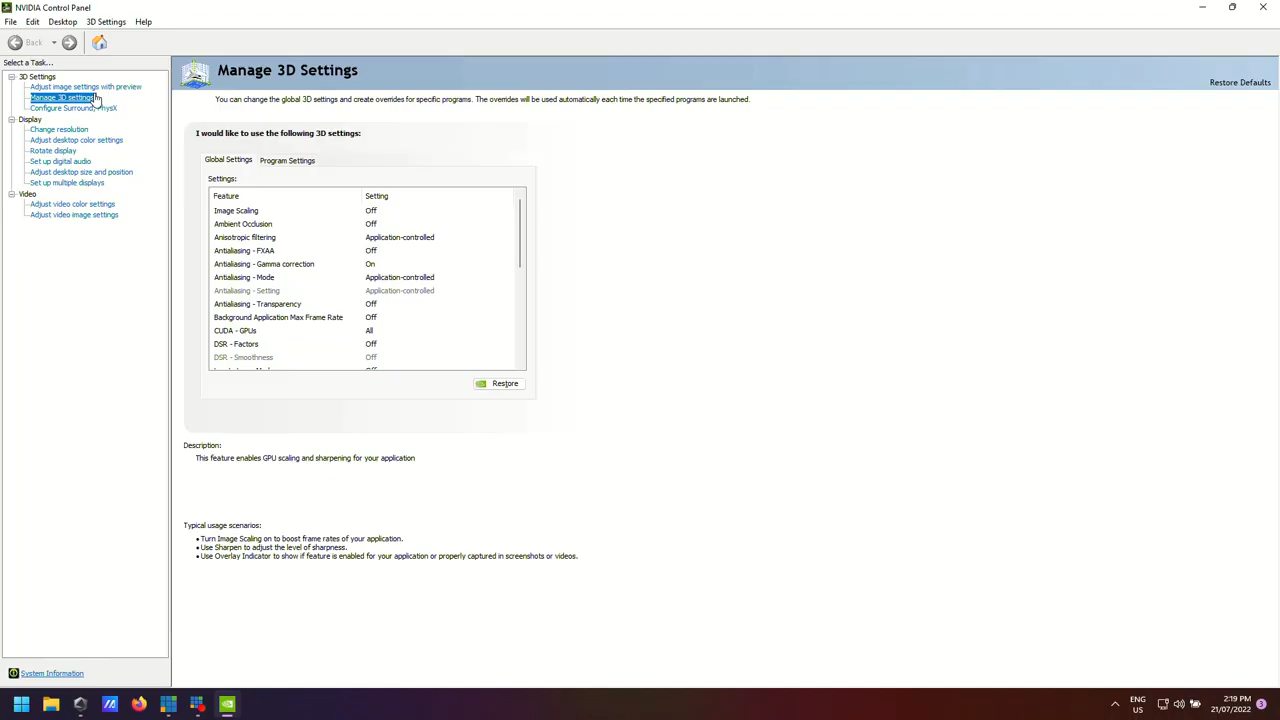 NVIDIA Control Panel
File Edit Desktop 3D Settings Help
Back
Select a Task...
3D Settings
Adjust image settings with preview
Manage 3D settings
Configure Surround, PhysX
Display
Change resolution
Adjust desktop color settings
Rotate display
Set up digital audio
Adjust desktop size and position
Set up multiple displays
Video
Adjust video color settings
Adjust video image settings
System Information
Manage 3D Settings
Restore Defaults
You can change the global 3D settings and create overrides for specific programs. The overrides will be used automatically each time the specified programs are launched.
I would like to use the following 3D settings:
Global Settings Program Settings
Settings:
Feature Setting
Image Scaling Off
Ambient Occlusion Off
Anisotropic filtering Application-controlled
Antialiasing - FXAA Off
Antialiasing - Gamma correction On
Antialiasing - Mode Application-controlled
Antialiasing - Setting Application-controlled
Antialiasing - Transparency Off
Background Application Max Frame Rate Off
CUDA - GPUs All
DSR - Factors Off
DSR - Smoothness Off
Restore
Description:
This feature enables GPU scaling and sharpening for your application
Typical usage scenarios:
• Turn Image Scaling on to boost frame rates of your application.
• Use Sharpen to adjust the level of sharpness.
• Use Overlay Indicator to show if feature is enabled for your application or properly captured in screenshots or videos.
ENG
US
2:19 PM
21/07/2022
3